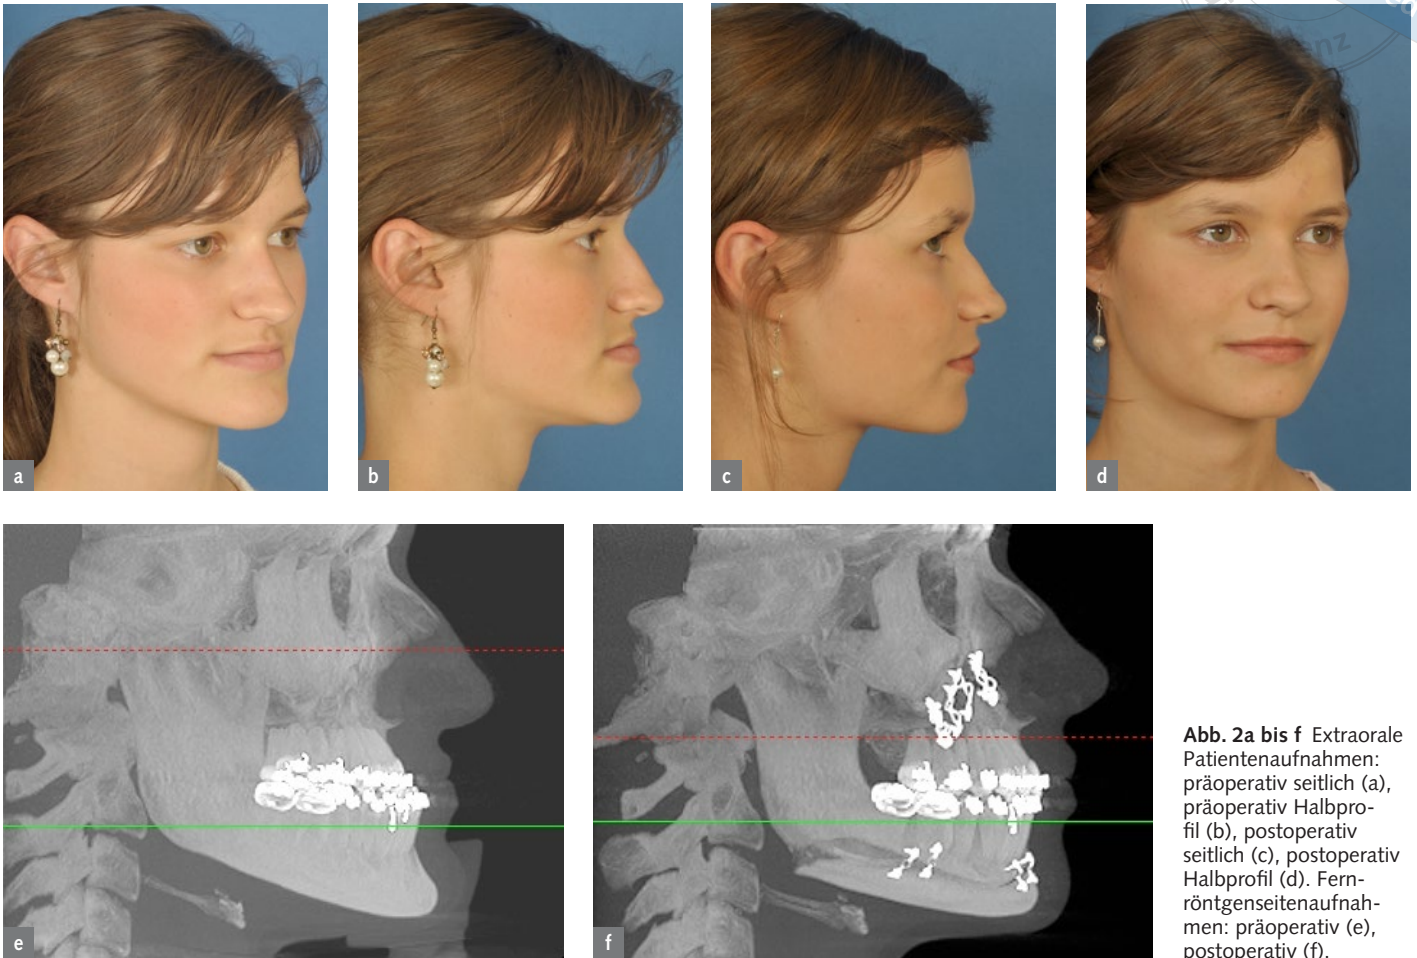 a
b
c
d
e
f
Abb. 2a bis f Extraorale
Patientenaufnahmen:
präoperativ seitlich (a),
präoperativ Halbpro-
fil (b), postoperativ
seitlich (c), postoperativ
Halbprofil (d). Fern-
röntgenseitenaufnah-
men: präoperativ (e),
postoperativ (f).